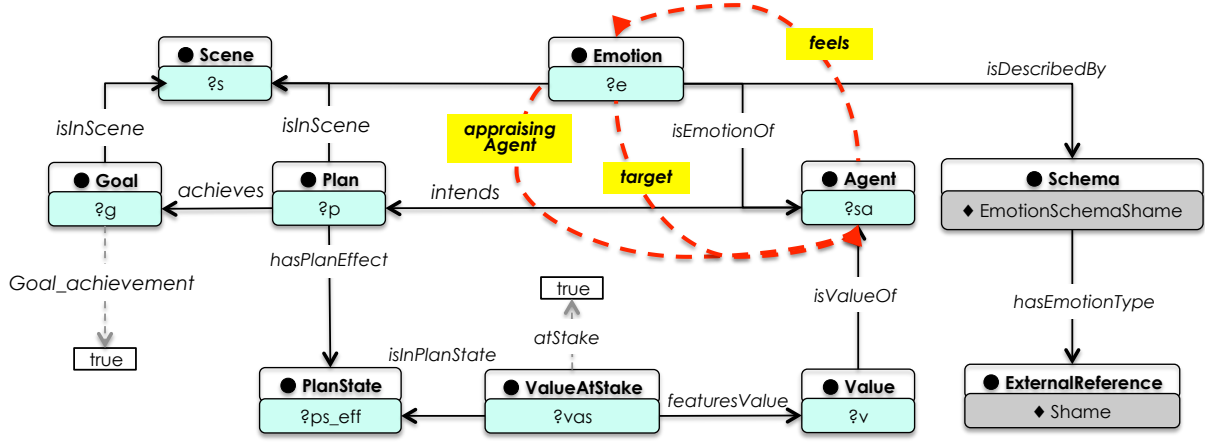 Scene
?s
Emotion
?e
feels
isDescribedBy
isInScene
isInScene
appraising
Agent
isEmotionOf
target
Goal
?g
achieves
Plan
?p
intends
Agent
?sa
Schema
♦ EmotionSchemaShame
hasPlanEffect
Goal_achievement
true
true
isValueOf
hasEmotionType
atStake
isInPlanState
PlanState
?ps_eff
ValueAtStake
?vas
featuresValue
Value
?v
ExternalReference
♦ Shame